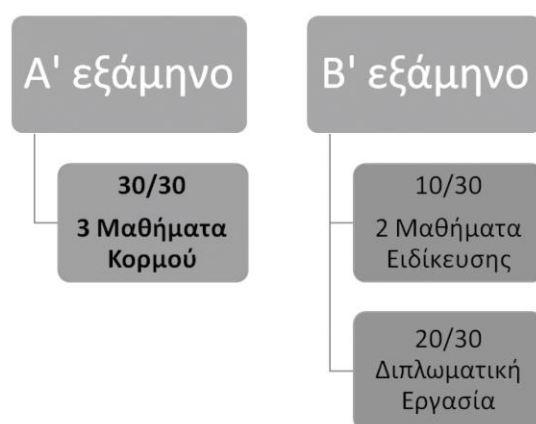 Α' εξάμηνο
30/30
3 Μαθήματα
Κορμού
Β' εξάμηνο
10/30
2 Μαθήματα
Ειδίκευσης
20/30
Διπλωματική
Εργασία